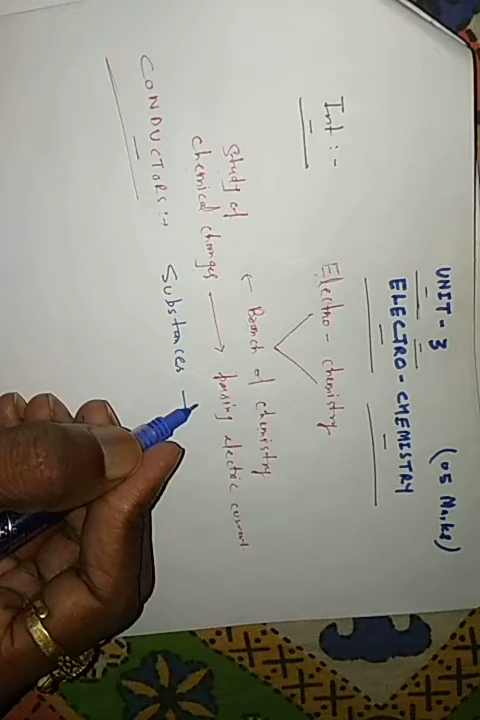 UNIT - 3 (05 Marks)
ELECTRO - CHEMISTRY
Int :- Electro - chemistry
← Branch of chemistry
Study of
chemical changes → passing electric current
CONDUCTORS :→ Substances